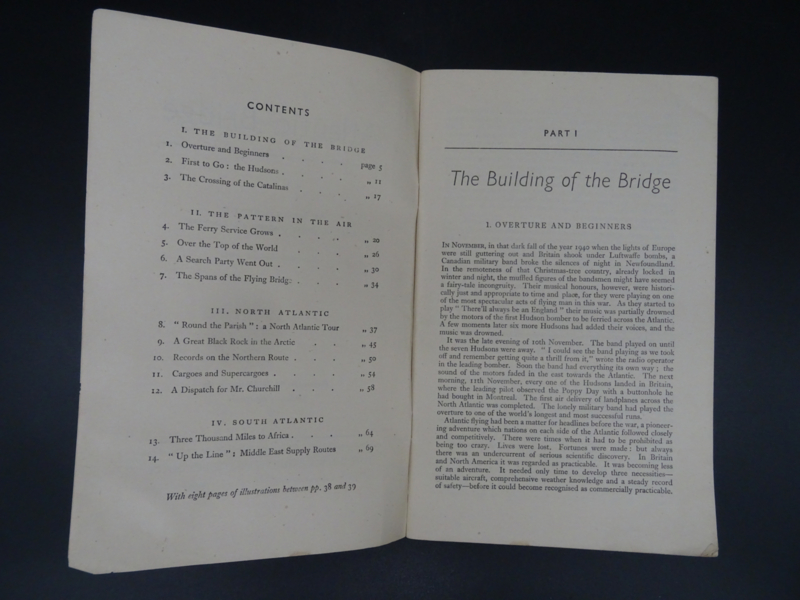 CONTENTS
I. THE BUILDING OF THE BRIDGE
1. Overture and Beginners . . . . page 5
2. First to Go : the Hudsons . . . . „ 11
3. The Crossing of the Catalinas . . . „ 17
II. THE PATTERN IN THE AIR
4. The Ferry Service Grows . . . . „ 20
5. Over the Top of the World . . . „ 26
6. A Search Party Went Out . . . . „ 30
7. The Spans of the Flying Bridge . . „ 34
III. NORTH ATLANTIC
8. “ Round the Parish ” : a North Atlantic Tour „ 37
9. A Great Black Rock in the Arctic . . „ 45
10. Records on the Northern Route . . „ 50
11. Cargoes and Supercargoes . . . „ 54
12. A Dispatch for Mr. Churchill . . . „ 58
IV. SOUTH ATLANTIC
13. Three Thousand Miles to Africa . . . „ 64
14. “ Up the Line ” : Middle East Supply Routes „ 69
With eight pages of illustrations between pp. 38 and 39
PART I
The Building of the Bridge
I. OVERTURE AND BEGINNERS
IN NOVEMBER, in that dark fall of the year 1940 when the lights of Europe
were still guttering out and Britain shook under Luftwaffe bombs, a
Canadian military band broke the silences of night in Newfoundland.
In the remoteness of that Christmas-tree country, already locked in
winter and night, the muffled figures of the bandsmen might have seemed
a fairy-tale incongruity. Their musical honours, however, were histori-
cally just and appropriate to time and place, for they were playing on one
of the most spectacular acts of flying man in this war. As they started to
play “ There’ll always be an England ” their music was partially drowned
by the motors of the first Hudson bomber to be ferried across the Atlantic.
A few moments later six more Hudsons had added their voices, and the
music was drowned.
It was the late evening of 10th November. The band played on until
the seven Hudsons were away. “ I could see the band playing as we took
off and remember getting quite a thrill from it,” wrote the radio operator
in the leading bomber. Soon the band had everything its own way ; the
sound of the motors faded in the east towards the Atlantic. The next
morning, 11th November, every one of the Hudsons landed in Britain,
where the leading pilot observed the Poppy Day with a buttonhole he
had bought in Montreal. The first air delivery of landplanes across the
North Atlantic was completed. The lonely military band had played the
overture to one of the world’s longest and most successful runs.
Atlantic flying had been a matter for headlines before the war, a pioneer-
ing adventure which nations on each side of the Atlantic followed closely
and competitively. There were times when it had to be prohibited as
being too crazy. Lives were lost. Fortunes were made : but always
there was an undercurrent of serious scientific discovery. In Britain
and North America it was regarded as practicable. It was becoming less
of an adventure. It needed only time to develop three necessities—
suitable aircraft, comprehensive weather knowledge and a steady record
of safety—before it could become recognised as commercially practicable.